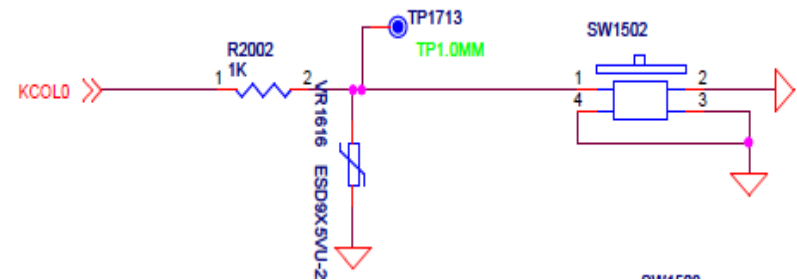 TP1713
TP1.0MM
SW1502
R2002
1K
1
2
KCOL0
VR1616
ESD9X5VU-2
1
2
4
3